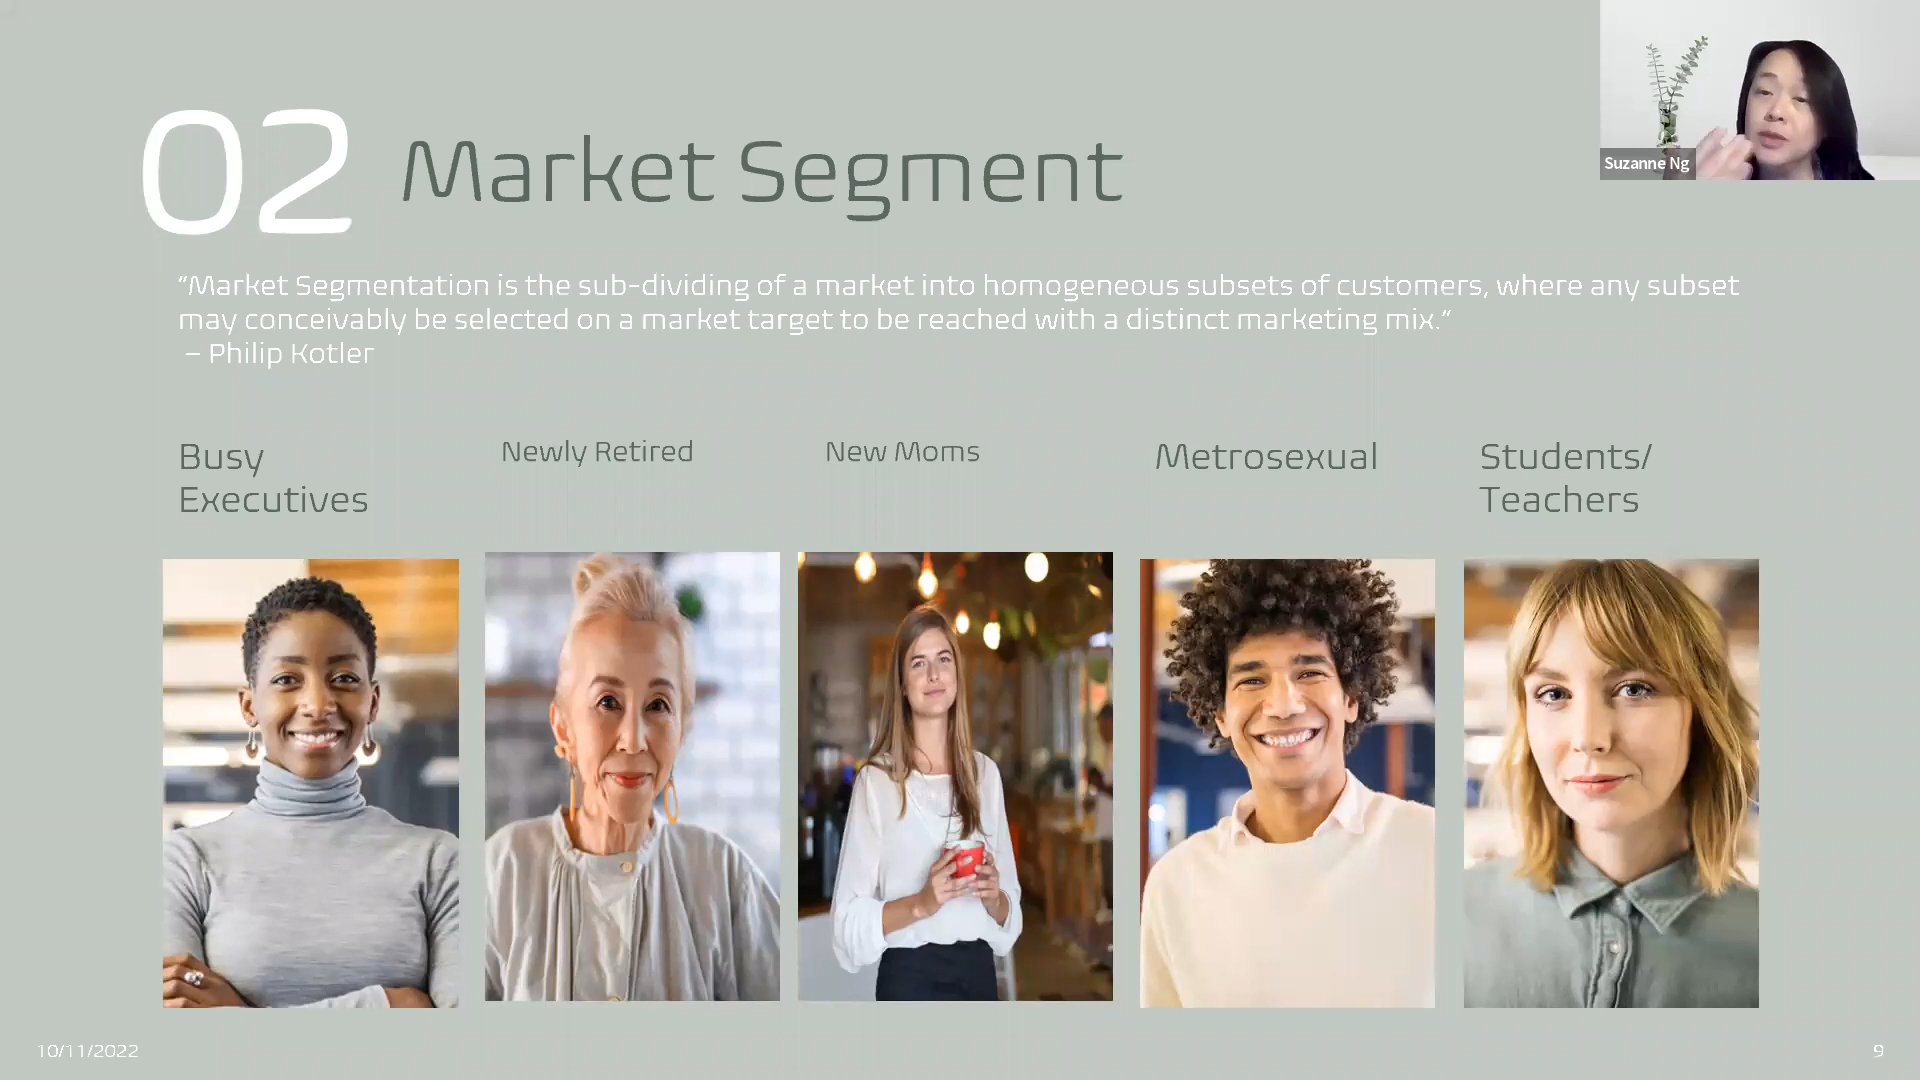 Suzanne Ng
02 Market Segment
"Market Segmentation is the sub-dividing of a market into homogeneous subsets of customers, where any subset
may conceivably be selected on a market target to be reached with a distinct marketing mix."
– Philip Kotler
Busy
Executives
Newly Retired
New Moms
Metrosexual
Students/
Teachers
10/11/2022
9